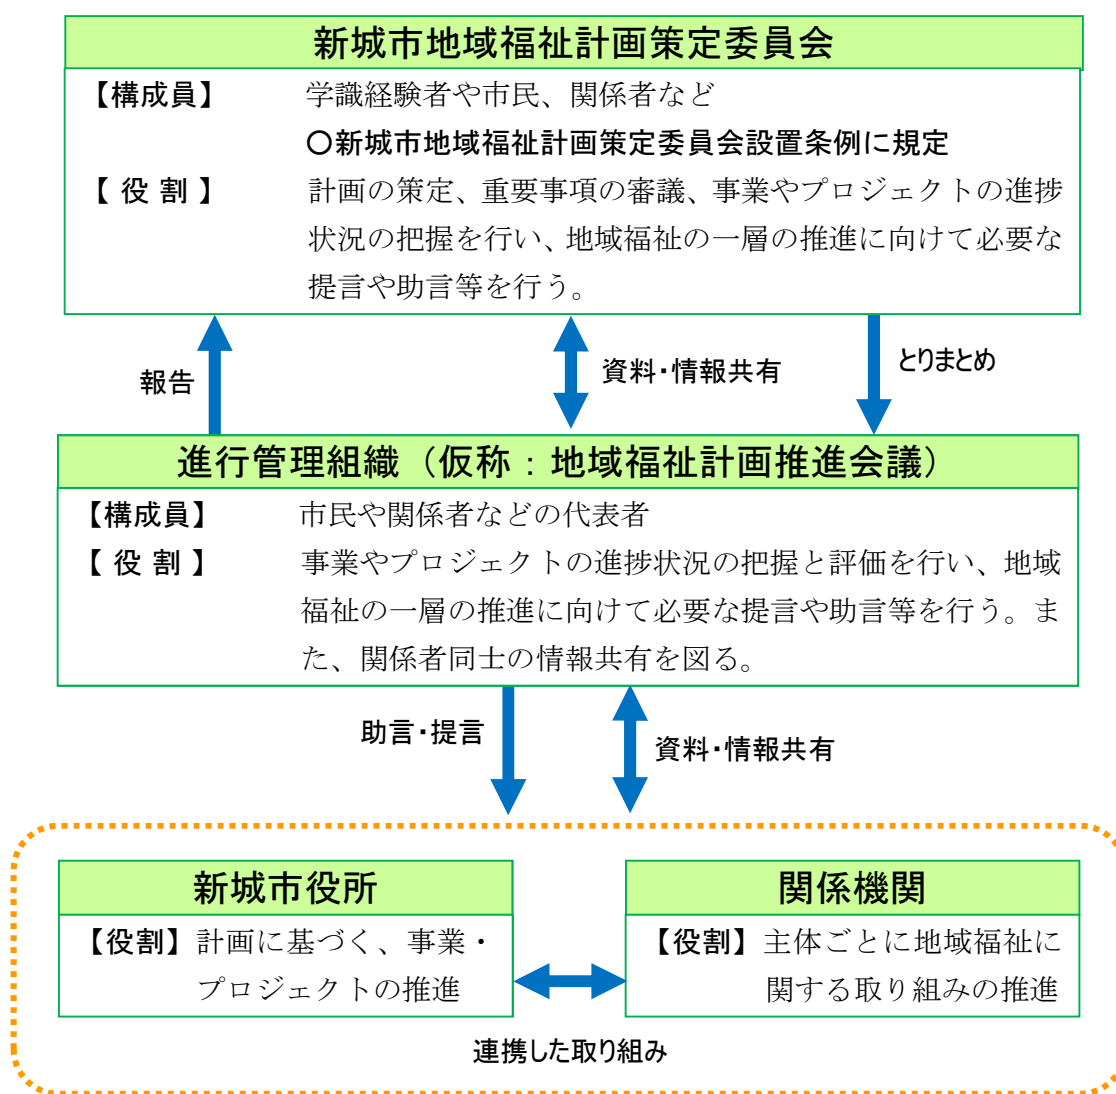 新城市地域福祉計画策定委員会
【構成員】 学識経験者や市民、関係者など
〇新城市地域福祉計画策定委員会設置条例に規定
【 役 割 】 計画の策定、重要事項の審議、事業やプロジェクトの進捗
状況の把握を行い、地域福祉の一層の推進に向けて必要な
提言や助言等を行う。
報告
資料・情報共有
とりまとめ
進行管理組織（仮称：地域福祉計画推進会議）
【構成員】 市民や関係者などの代表者
【 役 割 】 事業やプロジェクトの進捗状況の把握と評価を行い、地域
福祉の一層の推進に向けて必要な提言や助言等を行う。ま
た、関係者同士の情報共有を図る。
助言・提言
資料・情報共有
新城市役所
【役割】計画に基づく、事業・
プロジェクトの推進
関係機関
【役割】主体ごとに地域福祉に
関する取り組みの推進
連携した取り組み